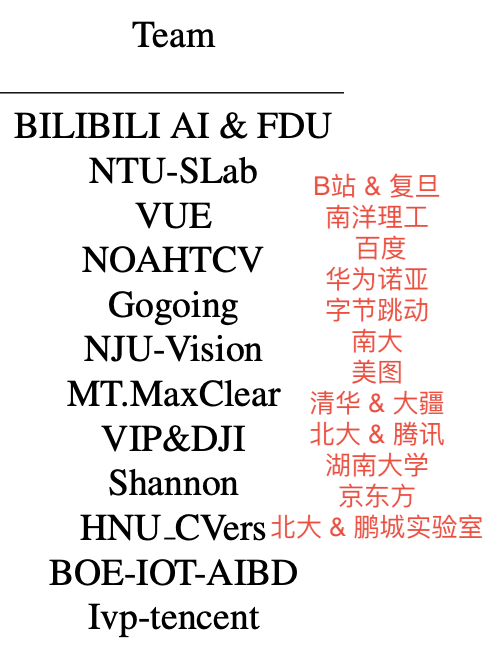 Team
BILIBILI AI & FDU
NTU-SLab
VUE
NOAHTCV
Gogoing
NJU-Vision
MT.MaxClear
VIP&DJI
Shannon
HNU_CVers
BOE-IOT-AIBD
Ivp-tencent
B站 & 复旦
南洋理工
百度
华为诺亚
字节跳动
南大
美图
清华 & 大疆
北大 & 腾讯
湖南大学
京东方
北大 & 鹏城实验室